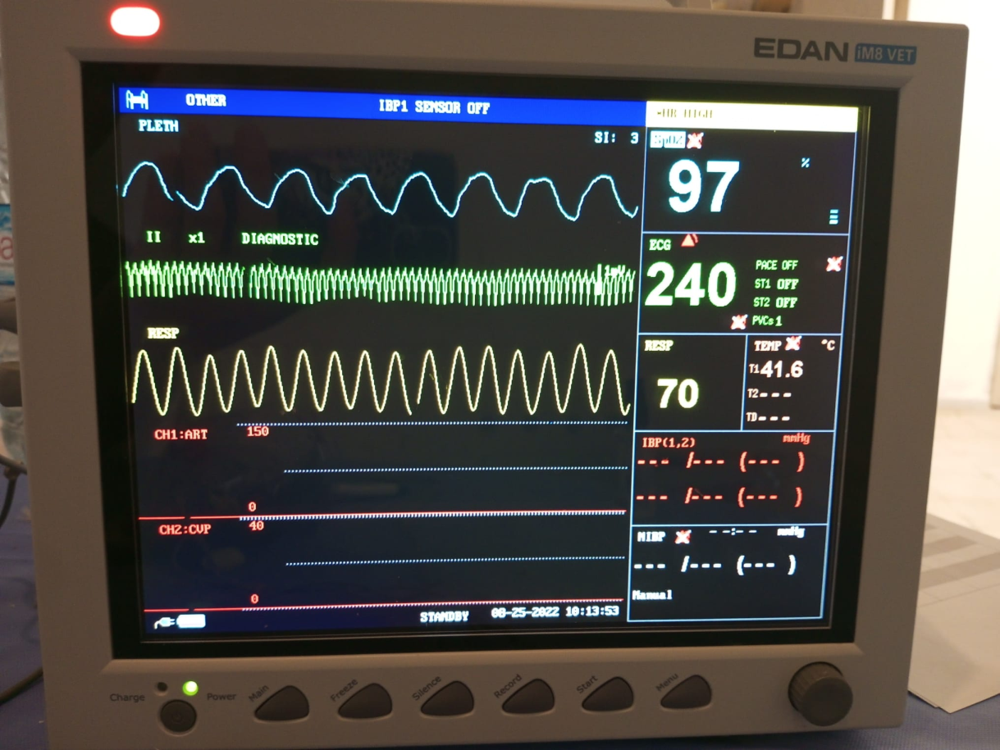 EDAN iM8 VET
OTHER IBP1 SENSOR OFF
*HR HIGH
PLETH
SI: 3
SpO2
97 %
II x1 DIAGNOSTIC
1mV
ECG
240
PACE OFF
ST1 OFF
ST2 OFF
PVCs 1
RESP
RESP
70
TEMP °C
T1 41.6
T2 ---
TD ---
CH1:ART 150
0
IBP(1,2) mmHg
--- /--- (--- )
--- /--- (--- )
CH2:CVP 40
0
NIBP --:-- mmHg
--- /--- (--- )
Manual
STANDBY 08-25-2022 10:13:53
Charge
Power
Main
Freeze
Silence
Record
Start
Menu